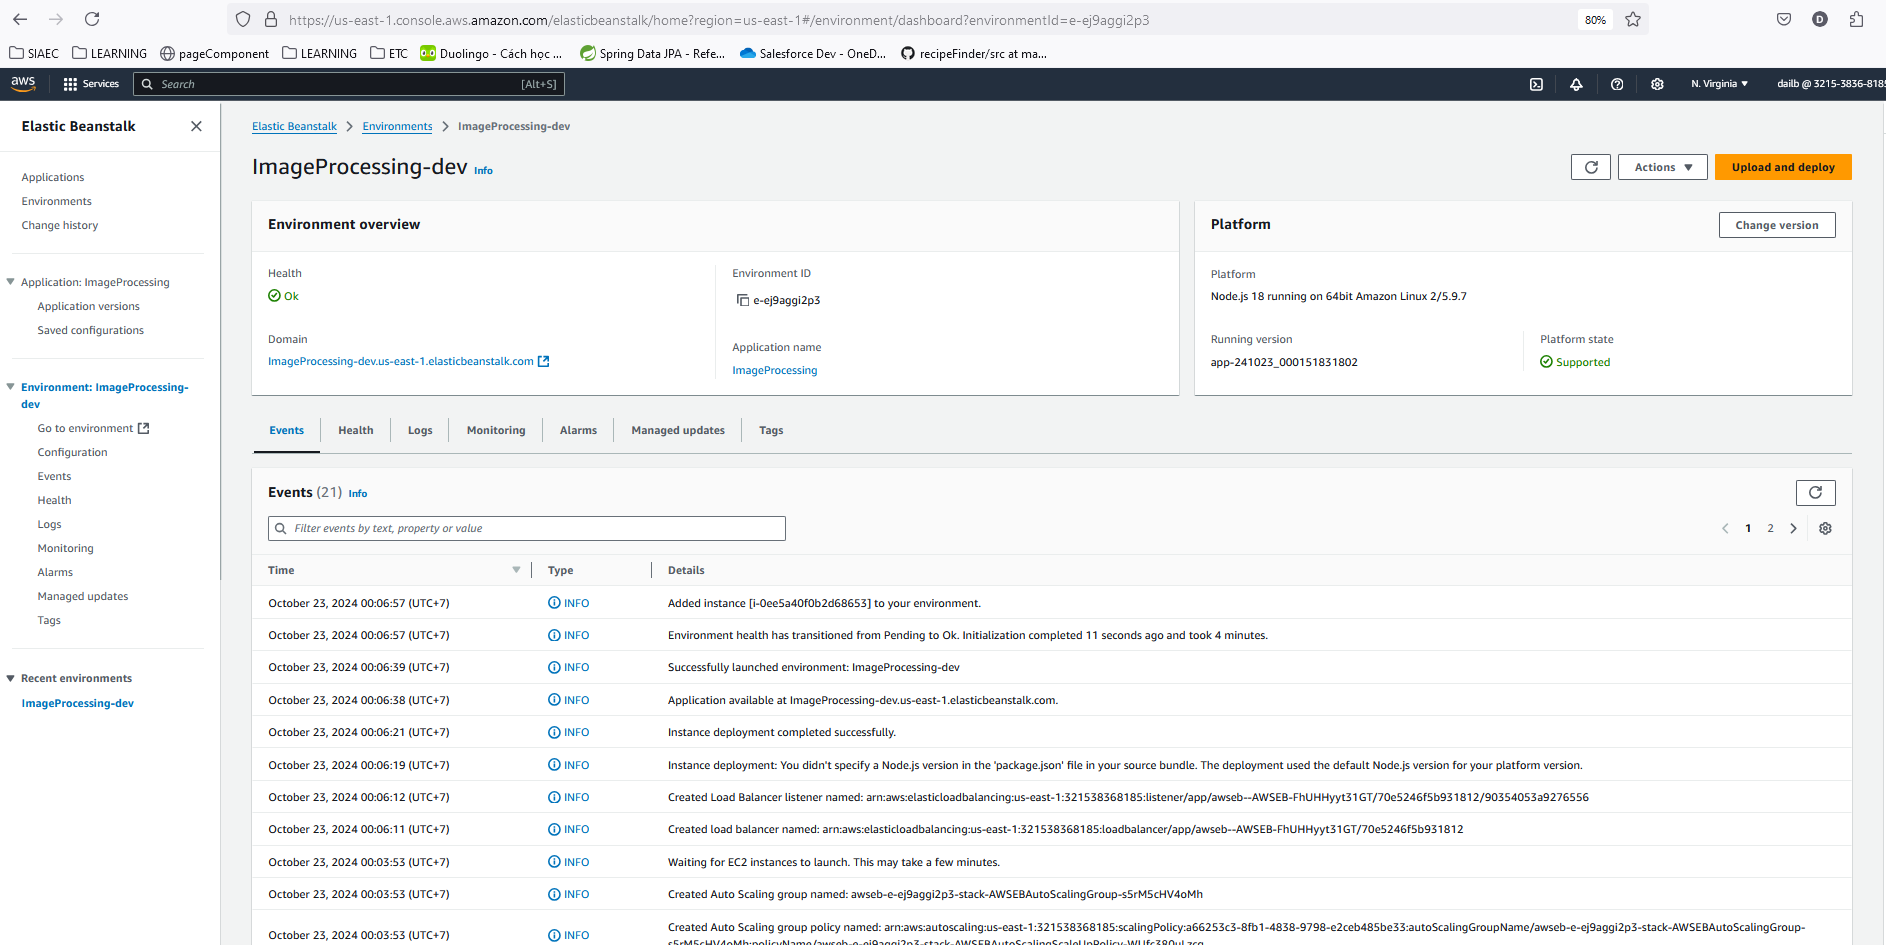 https://us-east-1.console.aws.amazon.com/elasticbeanstalk/home?region=us-east-1#/environment/dashboard?environmentId=e-ej9aggi2p3
80%
D
SIAEC LEARNING pageComponent LEARNING ETC Duolingo - Cách học ... Spring Data JPA - Refe... Salesforce Dev - OneD... recipeFinder/src at ma...
aws Services Search [Alt+S] N. Virginia dailb @ 3215-3836-8185
Elastic Beanstalk
Applications
Environments
Change history
Application: ImageProcessing
Application versions
Saved configurations
Environment: ImageProcessing-
dev
Go to environment
Configuration
Events
Health
Logs
Monitoring
Alarms
Managed updates
Tags
Recent environments
ImageProcessing-dev
Elastic Beanstalk > Environments > ImageProcessing-dev
ImageProcessing-dev Info
Actions Upload and deploy
Environment overview
Health
Ok
Domain
ImageProcessing-dev.us-east-1.elasticbeanstalk.com
Environment ID
e-ej9aggi2p3
Application name
ImageProcessing
Platform
Change version
Platform
Node.js 18 running on 64bit Amazon Linux 2/5.9.7
Running version
app-241023_000151831802
Platform state
Supported
Events Health Logs Monitoring Alarms Managed updates Tags
Events (21) Info
Filter events by text, property or value
1 2
Time Type Details
October 23, 2024 00:06:57 (UTC+7) INFO Added instance [i-0ee5a40f0b2d68653] to your environment.
October 23, 2024 00:06:57 (UTC+7) INFO Environment health has transitioned from Pending to Ok. Initialization completed 11 seconds ago and took 4 minutes.
October 23, 2024 00:06:39 (UTC+7) INFO Successfully launched environment: ImageProcessing-dev
October 23, 2024 00:06:38 (UTC+7) INFO Application available at ImageProcessing-dev.us-east-1.elasticbeanstalk.com.
October 23, 2024 00:06:21 (UTC+7) INFO Instance deployment completed successfully.
October 23, 2024 00:06:19 (UTC+7) INFO Instance deployment: You didn't specify a Node.js version in the 'package.json' file in your source bundle. The deployment used the default Node.js version for your platform version.
October 23, 2024 00:06:12 (UTC+7) INFO Created Load Balancer listener named: arn:aws:elasticloadbalancing:us-east-1:321538368185:listener/app/awseb--AWSEB-FhUHHyyt31GT/70e5246f5b931812/90354053a9276556
October 23, 2024 00:06:11 (UTC+7) INFO Created load balancer named: arn:aws:elasticloadbalancing:us-east-1:321538368185:loadbalancer/app/awseb--AWSEB-FhUHHyyt31GT/70e5246f5b931812
October 23, 2024 00:03:53 (UTC+7) INFO Waiting for EC2 instances to launch. This may take a few minutes.
October 23, 2024 00:03:53 (UTC+7) INFO Created Auto Scaling group named: awseb-e-ej9aggi2p3-stack-AWSEBAutoScalingGroup-s5rM5cHV4oMh
October 23, 2024 00:03:53 (UTC+7) INFO Created Auto Scaling group policy named: arn:aws:autoscaling:us-east-1:321538368185:scalingPolicy:a66253c3-8fb1-4838-9798-e2ceb485be33:autoScalingGroupName/awseb-e-ej9aggi2p3-stack-AWSEBAutoScalingGroup-